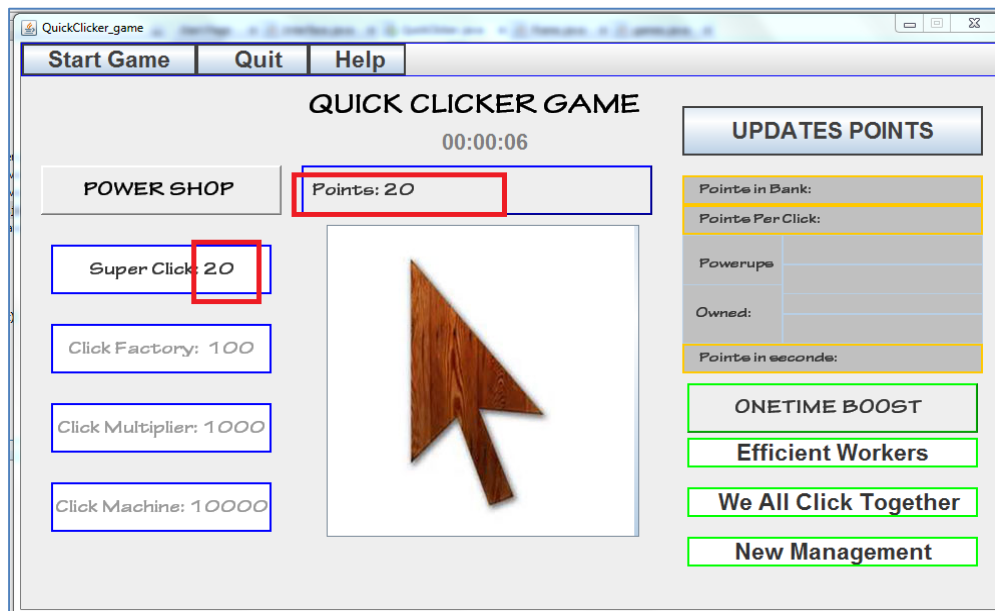 QuickClicker_game
Start Game Quit Help
QUICK CLICKER GAME
00:00:06
UPDATES POINTS
POWER SHOP
Points: 20
Points in Bank:
Points Per Click:
Super Click: 20
Powerups
Owned:
Click Factory: 100
Points in seconds:
ONETIME BOOST
Click Multiplier: 1000
Efficient Workers
Click Machine: 10000
We All Click Together
New Management